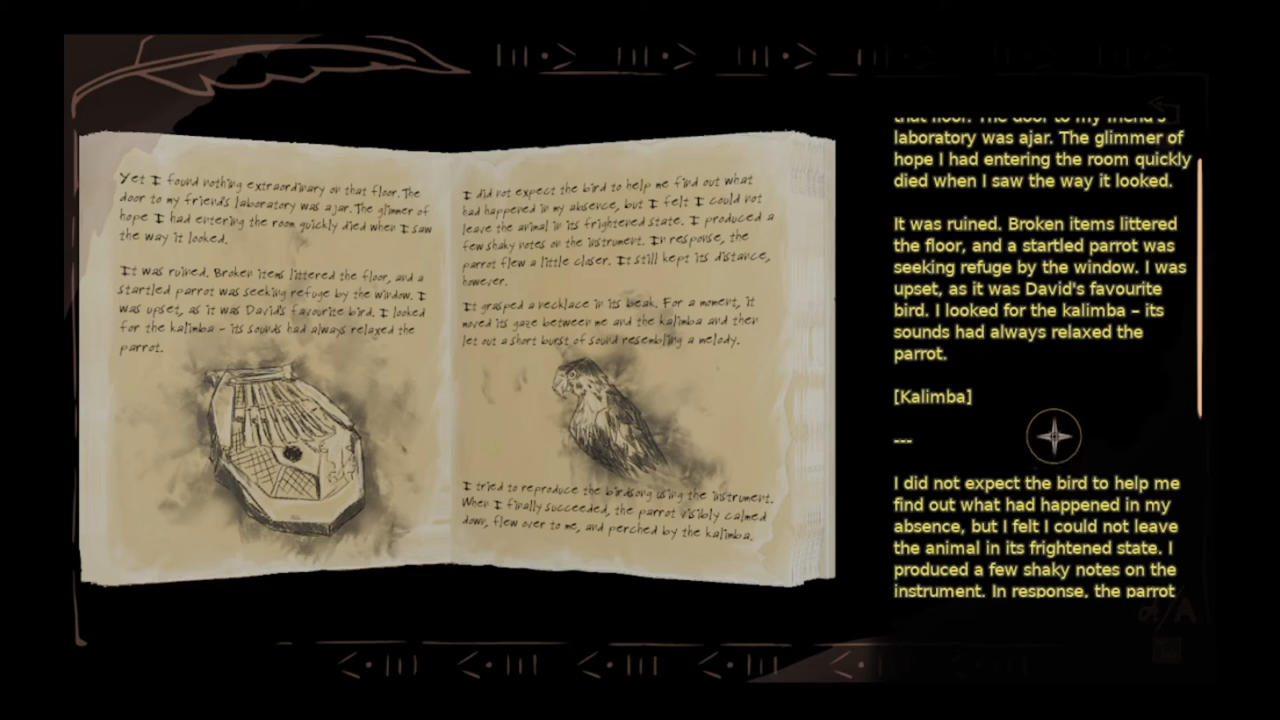 Yet I found nothing extraordinary on that floor. The
door to my friend's laboratory was ajar. The glimmer of
hope I had entering the room quickly died when I saw
the way it looked.
It was ruined. Broken items littered the floor, and a
startled parrot was seeking refuge by the window. I
was upset, as it was David's favourite bird. I looked
for the kalimba – its sounds had always relaxed the
parrot.
I did not expect the bird to help me find out what
had happened in my absence, but I felt I could not
leave the animal in its frightened state. I produced a
few shaky notes on the instrument. In response, the
parrot flew a little closer. It still kept its distance,
however.
It grasped a necklace in its beak. For a moment, it
moved its gaze between me and the kalimba and then
let out a short burst of sound resembling a melody.
I tried to reproduce the birdsong using the instrument.
When I finally succeeded, the parrot visibly calmed
down, flew over to me, and perched by the kalimba.
that floor. The door to my friend's
laboratory was ajar. The glimmer of
hope I had entering the room quickly
died when I saw the way it looked.
It was ruined. Broken items littered
the floor, and a startled parrot was
seeking refuge by the window. I was
upset, as it was David's favourite
bird. I looked for the kalimba – its
sounds had always relaxed the
parrot.
[Kalimba]
---
I did not expect the bird to help me
find out what had happened in my
absence, but I felt I could not leave
the animal in its frightened state. I
produced a few shaky notes on the
instrument. In response, the parrot
a/A